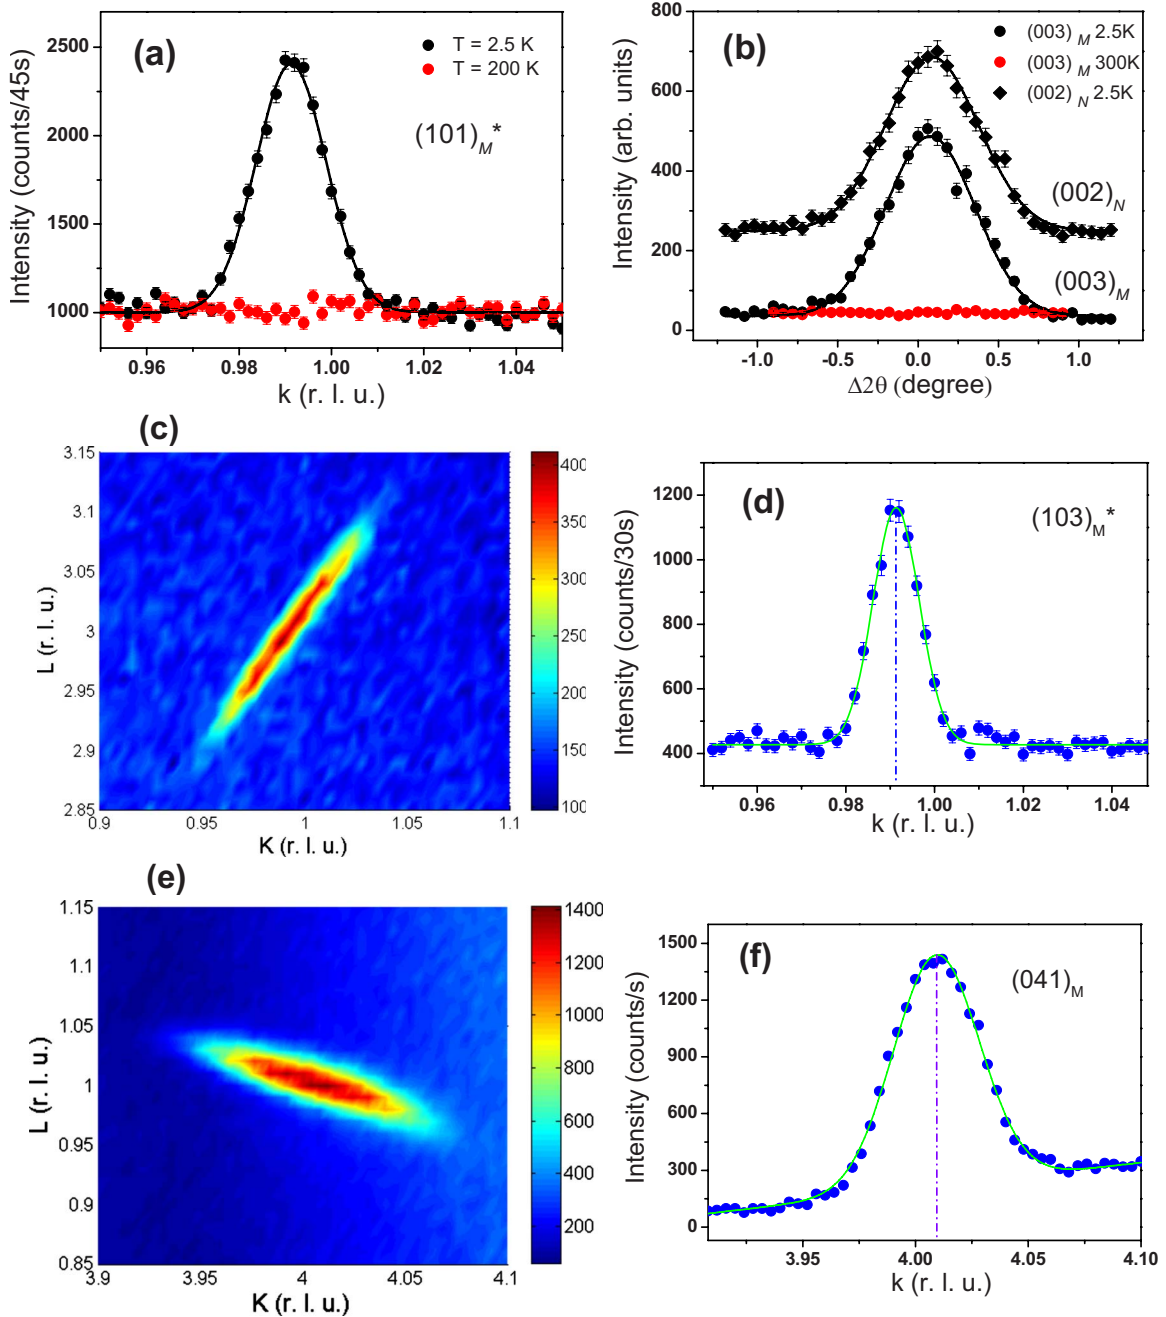 (a)
T = 2.5 K
T = 200 K
(101)M*
Intensity (counts/45s)
2500
2000
1500
1000
0.96 0.98 1.00 1.02 1.04
k (r. l. u.)
(b)
(003) M 2.5K
(003) M 300K
(002) N 2.5K
(002)N
(003)M
Intensity (arb. units)
800
600
400
200
0
-1.0 -0.5 0.0 0.5 1.0
Δ2θ (degree)
(c)
L (r. l. u.)
3.15
3.1
3.05
3
2.95
2.9
2.85
0.9 0.95 1 1.05 1.1
K (r. l. u.)
400
350
300
250
200
150
100
(d)
(103)M*
Intensity (counts/30s)
1200
1000
800
600
400
0.96 0.98 1.00 1.02 1.04
k (r. l. u.)
(e)
L (r. l. u.)
1.15
1.1
1.05
1
0.95
0.9
0.85
3.9 3.95 4 4.05 4.1
K (r. l. u.)
1400
1200
1000
800
600
400
200
(f)
(041)M
Intensity (counts/s)
1500
1200
900
600
300
0
3.95 4.00 4.05 4.10
k (r. l. u.)